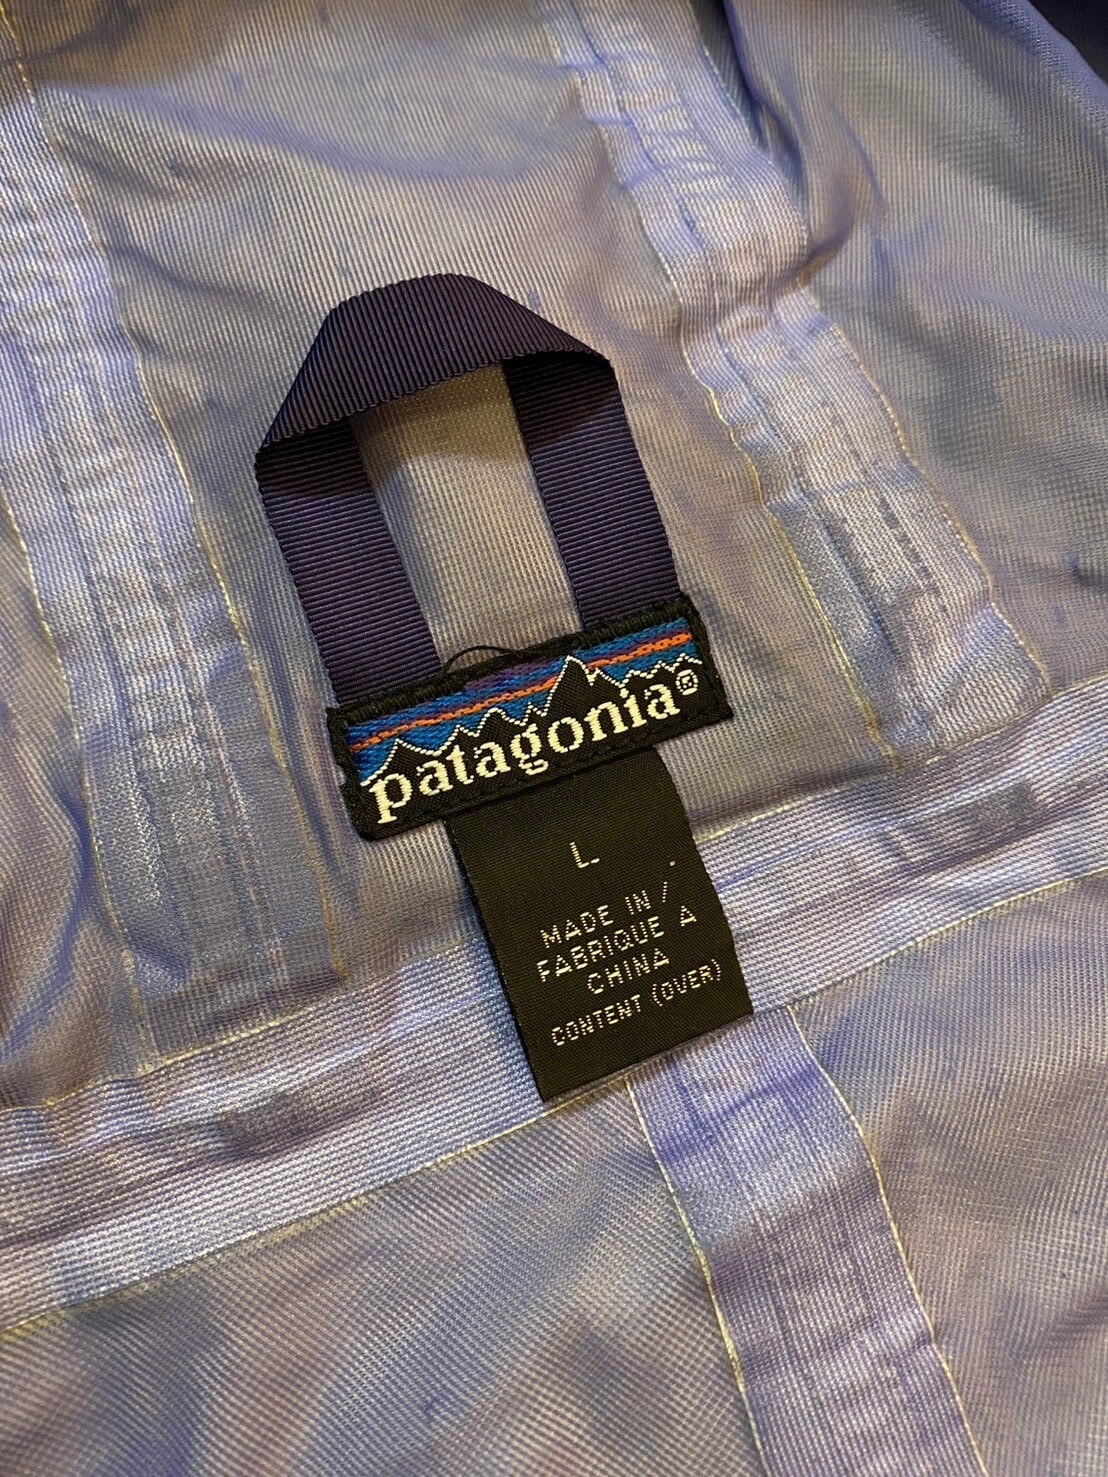 patagonia®
L.
MADE IN /
FABRIQUE A
CHINA
CONTENT (OVER)